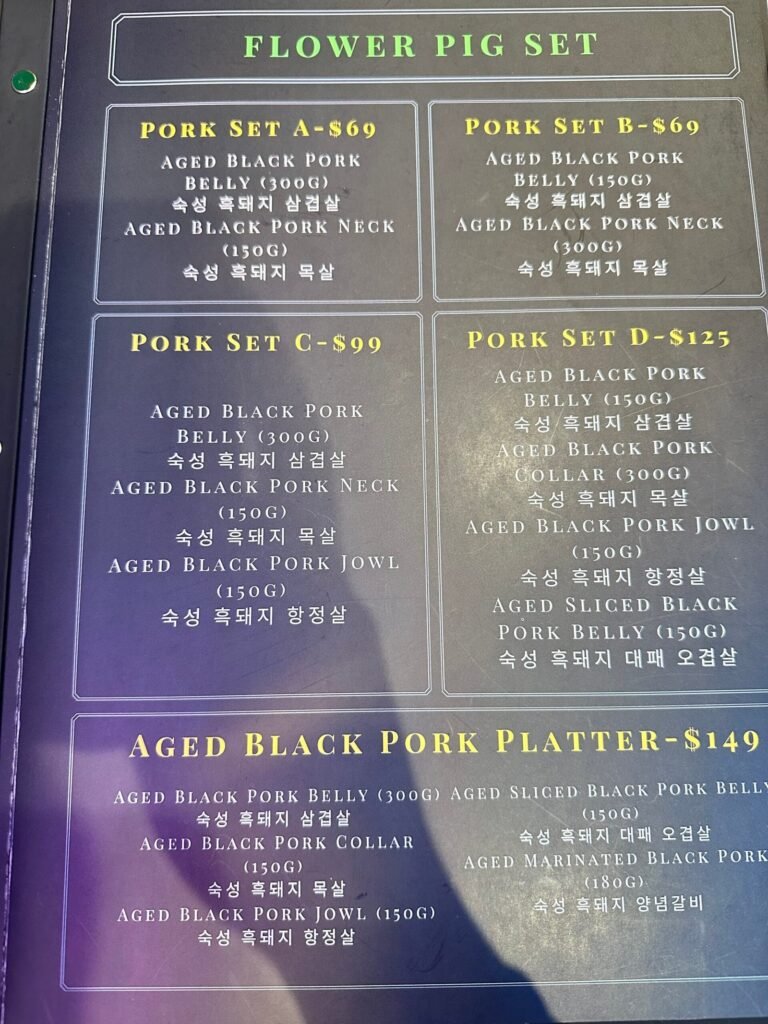 FLOWER PIG SET
PORK SET A-$69
AGED BLACK PORK
BELLY (300G)
숙성 흑돼지 삼겹살
AGED BLACK PORK NECK
(150G)
숙성 흑돼지 목살
PORK SET B-$69
AGED BLACK PORK
BELLY (150G)
숙성 흑돼지 삼겹살
AGED BLACK PORK NECK
(300G)
숙성 흑돼지 목살
PORK SET C-$99
AGED BLACK PORK
BELLY (300G)
숙성 흑돼지 삼겹살
AGED BLACK PORK NECK
(150G)
숙성 흑돼지 목살
AGED BLACK PORK JOWL
(150G)
숙성 흑돼지 항정살
PORK SET D-$125
AGED BLACK PORK
BELLY (150G)
숙성 흑돼지 삼겹살
AGED BLACK PORK
COLLAR (300G)
숙성 흑돼지 목살
AGED BLACK PORK JOWL
(150G)
숙성 흑돼지 항정살
AGED SLICED BLACK
PORK BELLY (150G)
숙성 흑돼지 대패 오겹살
AGED BLACK PORK PLATTER-$149
AGED BLACK PORK BELLY (300G)
숙성 흑돼지 삼겹살
AGED BLACK PORK COLLAR
(150G)
숙성 흑돼지 목살
AGED BLACK PORK JOWL (150G)
숙성 흑돼지 항정살
AGED SLICED BLACK PORK BELLY
(150G)
숙성 흑돼지 대패 오겹살
AGED MARINATED BLACK PORK
(180G)
숙성 흑돼지 양념갈비